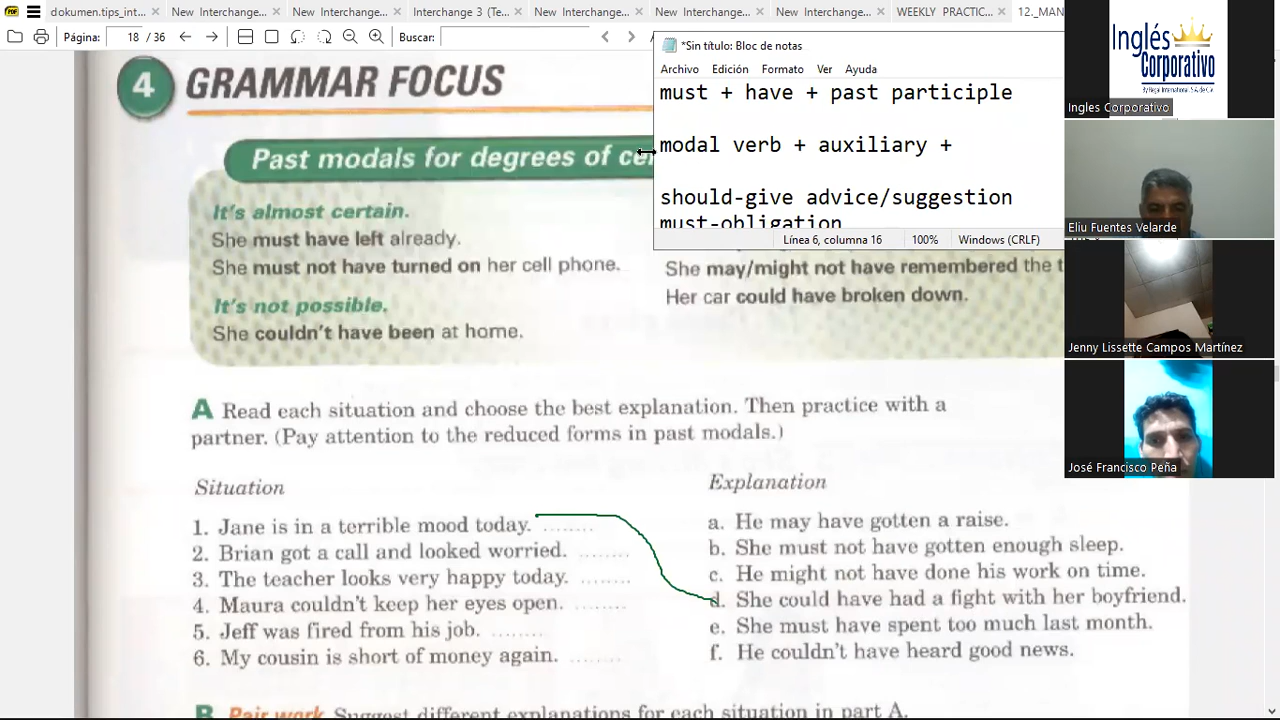 dokumen.tips_int...
New Interchange...
New Interchange...
Interchange 3 (Te...
New Interchange...
New Interchange...
New Interchange...
WEEKLY PRACTIC...
12._MAN
Página: 18 / 36 Buscar:
*Sin título: Bloc de notas
Archivo Edición Formato Ver Ayuda
must + have + past participle
modal verb + auxiliary +
should-give advice/suggestion
must-obligation
Línea 6, columna 16 100% Windows (CRLF)
4 GRAMMAR FOCUS
Past modals for degrees of ce
It's almost certain.
She must have left already.
She must not have turned on her cell phone.
It's not possible.
She couldn't have been at home.
She may/might not have remembered the t
Her car could have broken down.
A Read each situation and choose the best explanation. Then practice with a
partner. (Pay attention to the reduced forms in past modals.)
Situation
1. Jane is in a terrible mood today. ........
2. Brian got a call and looked worried. ........
3. The teacher looks very happy today. ........
4. Maura couldn't keep her eyes open. ........
5. Jeff was fired from his job. ........
6. My cousin is short of money again. ........
Explanation
a. He may have gotten a raise.
b. She must not have gotten enough sleep.
c. He might not have done his work on time.
d. She could have had a fight with her boyfriend.
e. She must have spent too much last month.
f. He couldn't have heard good news.
B Pair work Suggest different explanations for each situation in part A.
Inglés
Corporativo
Ingles Corporativo
Eliu Fuentes Velarde
Jenny Lissette Campos Martínez
José Francisco Peña